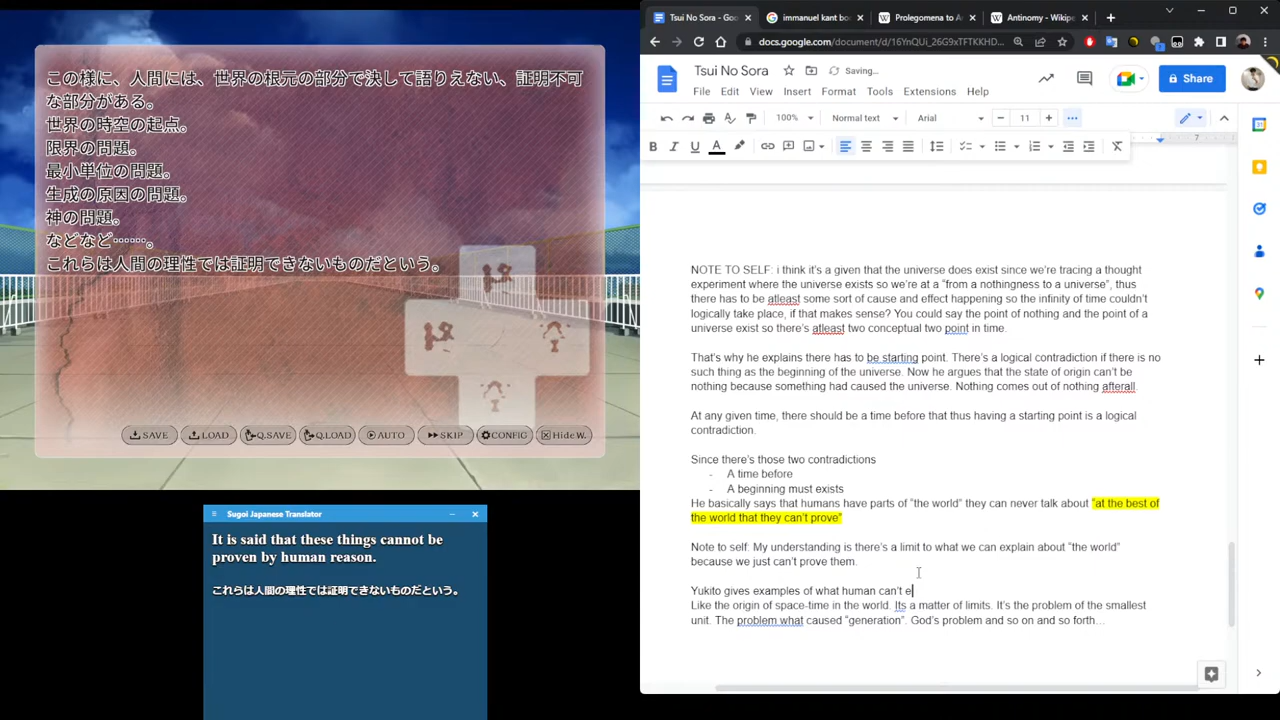 この様に、人間には、世界の根元の部分で決して語りえない、証明不可
な部分がある。
世界の時空の起点。
限界の問題。
最小単位の問題。
生成の原因の問題。
神の問題。
などなど……。
これらは人間の理性では証明できないものだという。
SAVE LOAD Q.SAVE Q.LOAD AUTO SKIP CONFIG Hide W.
Sugoi Japanese Translator
It is said that these things cannot be
proven by human reason.
これらは人間の理性では証明できないものだという。
Tsui No Sora - Goo
immanuel kant boo
Prolegomena to A
Antinomy - Wikipe
docs.google.com/document/d/16YnQUi_26G9xTFTKKHD...
Tsui No Sora
Saving...
Share
File Edit View Insert Format Tools Extensions Help
100% Normal text Arial 11
7
NOTE TO SELF: i think it's a given that the universe does exist since we're tracing a thought
experiment where the universe exists so we're at a "from a nothingness to a universe", thus
there has to be atleast some sort of cause and effect happening so the infinity of time couldn't
logically take place, if that makes sense? You could say the point of nothing and the point of a
universe exist so there's atleast two conceptual two point in time.
That's why he explains there has to be starting point. There's a logical contradiction if there is no
such thing as the beginning of the universe. Now he argues that the state of origin can't be
nothing because something had caused the universe. Nothing comes out of nothing afterall.
At any given time, there should be a time before that thus having a starting point is a logical
contradiction.
Since there's those two contradictions
- A time before
- A beginning must exists
He basically says that humans have parts of "the world" they can never talk about "at the best of
the world that they can't prove"
Note to self: My understanding is there's a limit to what we can explain about "the world"
because we just can't prove them.
Yukito gives examples of what human can't e
Like the origin of space-time in the world. Its a matter of limits. It's the problem of the smallest
unit. The problem what caused "generation". God's problem and so on and so forth...